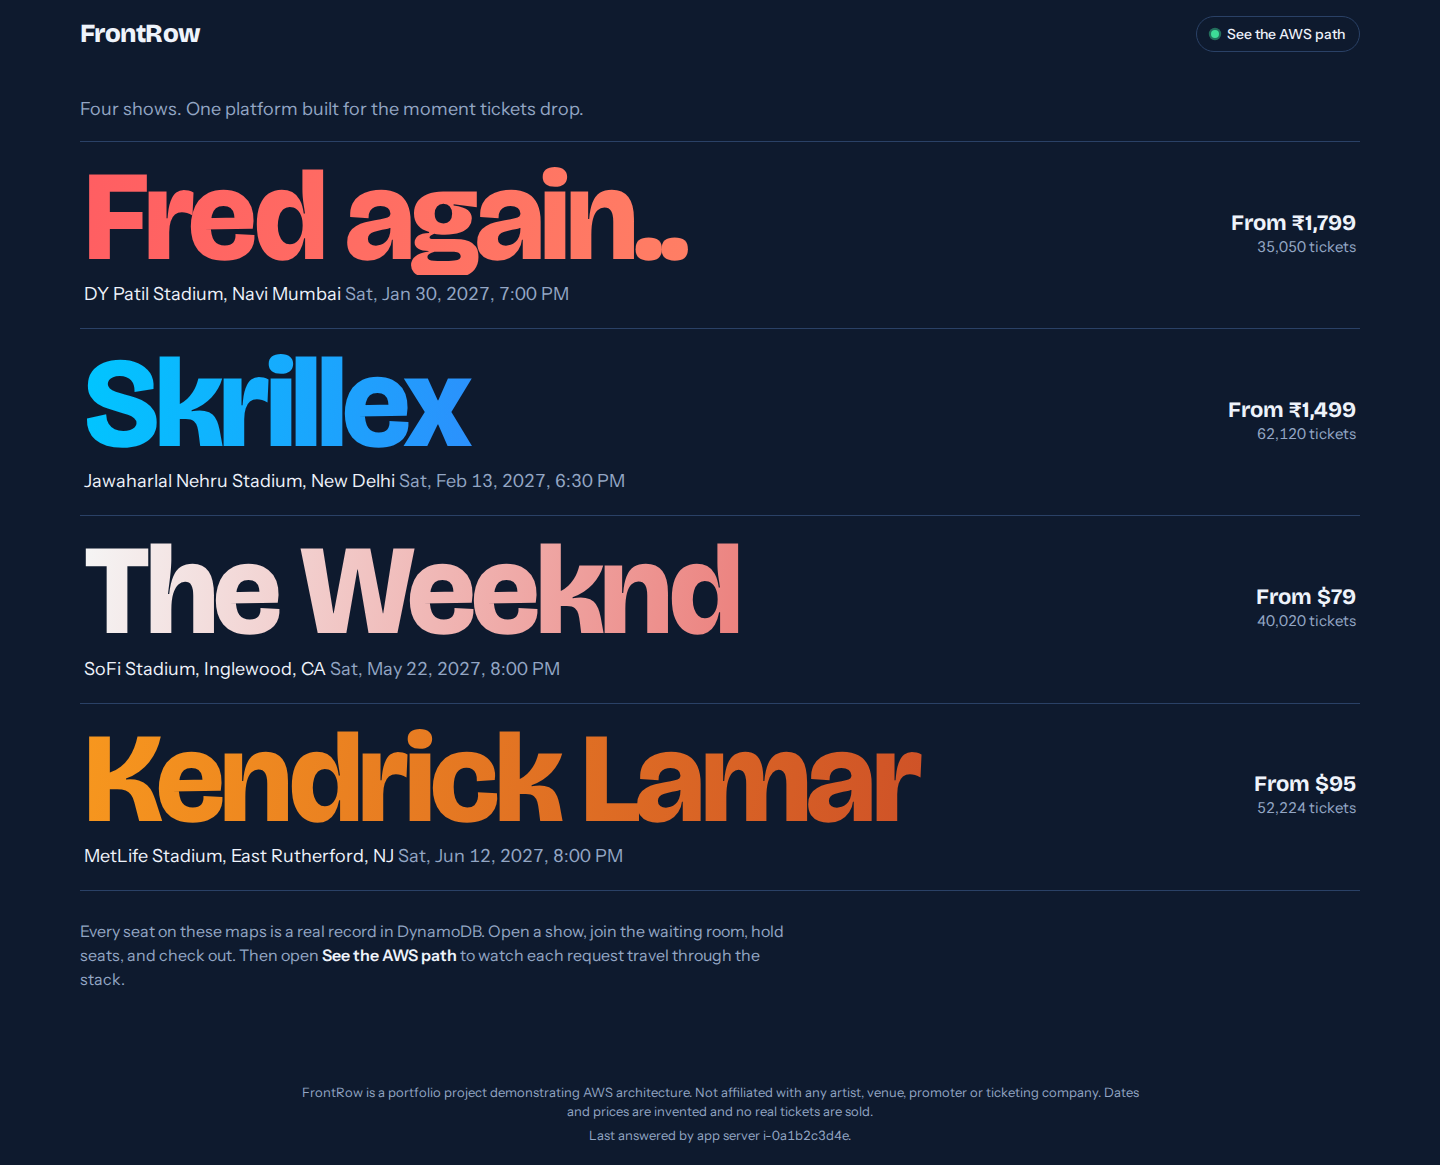 FrontRow
See the AWS path
Four shows. One platform built for the moment tickets drop.
Fred again..
From ₹1,799
35,050 tickets
DY Patil Stadium, Navi Mumbai Sat, Jan 30, 2027, 7:00 PM
Skrillex
From ₹1,499
62,120 tickets
Jawaharlal Nehru Stadium, New Delhi Sat, Feb 13, 2027, 6:30 PM
The Weeknd
From $79
40,020 tickets
SoFi Stadium, Inglewood, CA Sat, May 22, 2027, 8:00 PM
Kendrick Lamar
From $95
52,224 tickets
MetLife Stadium, East Rutherford, NJ Sat, Jun 12, 2027, 8:00 PM
Every seat on these maps is a real record in DynamoDB. Open a show, join the waiting room, hold
seats, and check out. Then open See the AWS path to watch each request travel through the
stack.
FrontRow is a portfolio project demonstrating AWS architecture. Not affiliated with any artist, venue, promoter or ticketing company. Dates
and prices are invented and no real tickets are sold.
Last answered by app server i-0a1b2c3d4e.